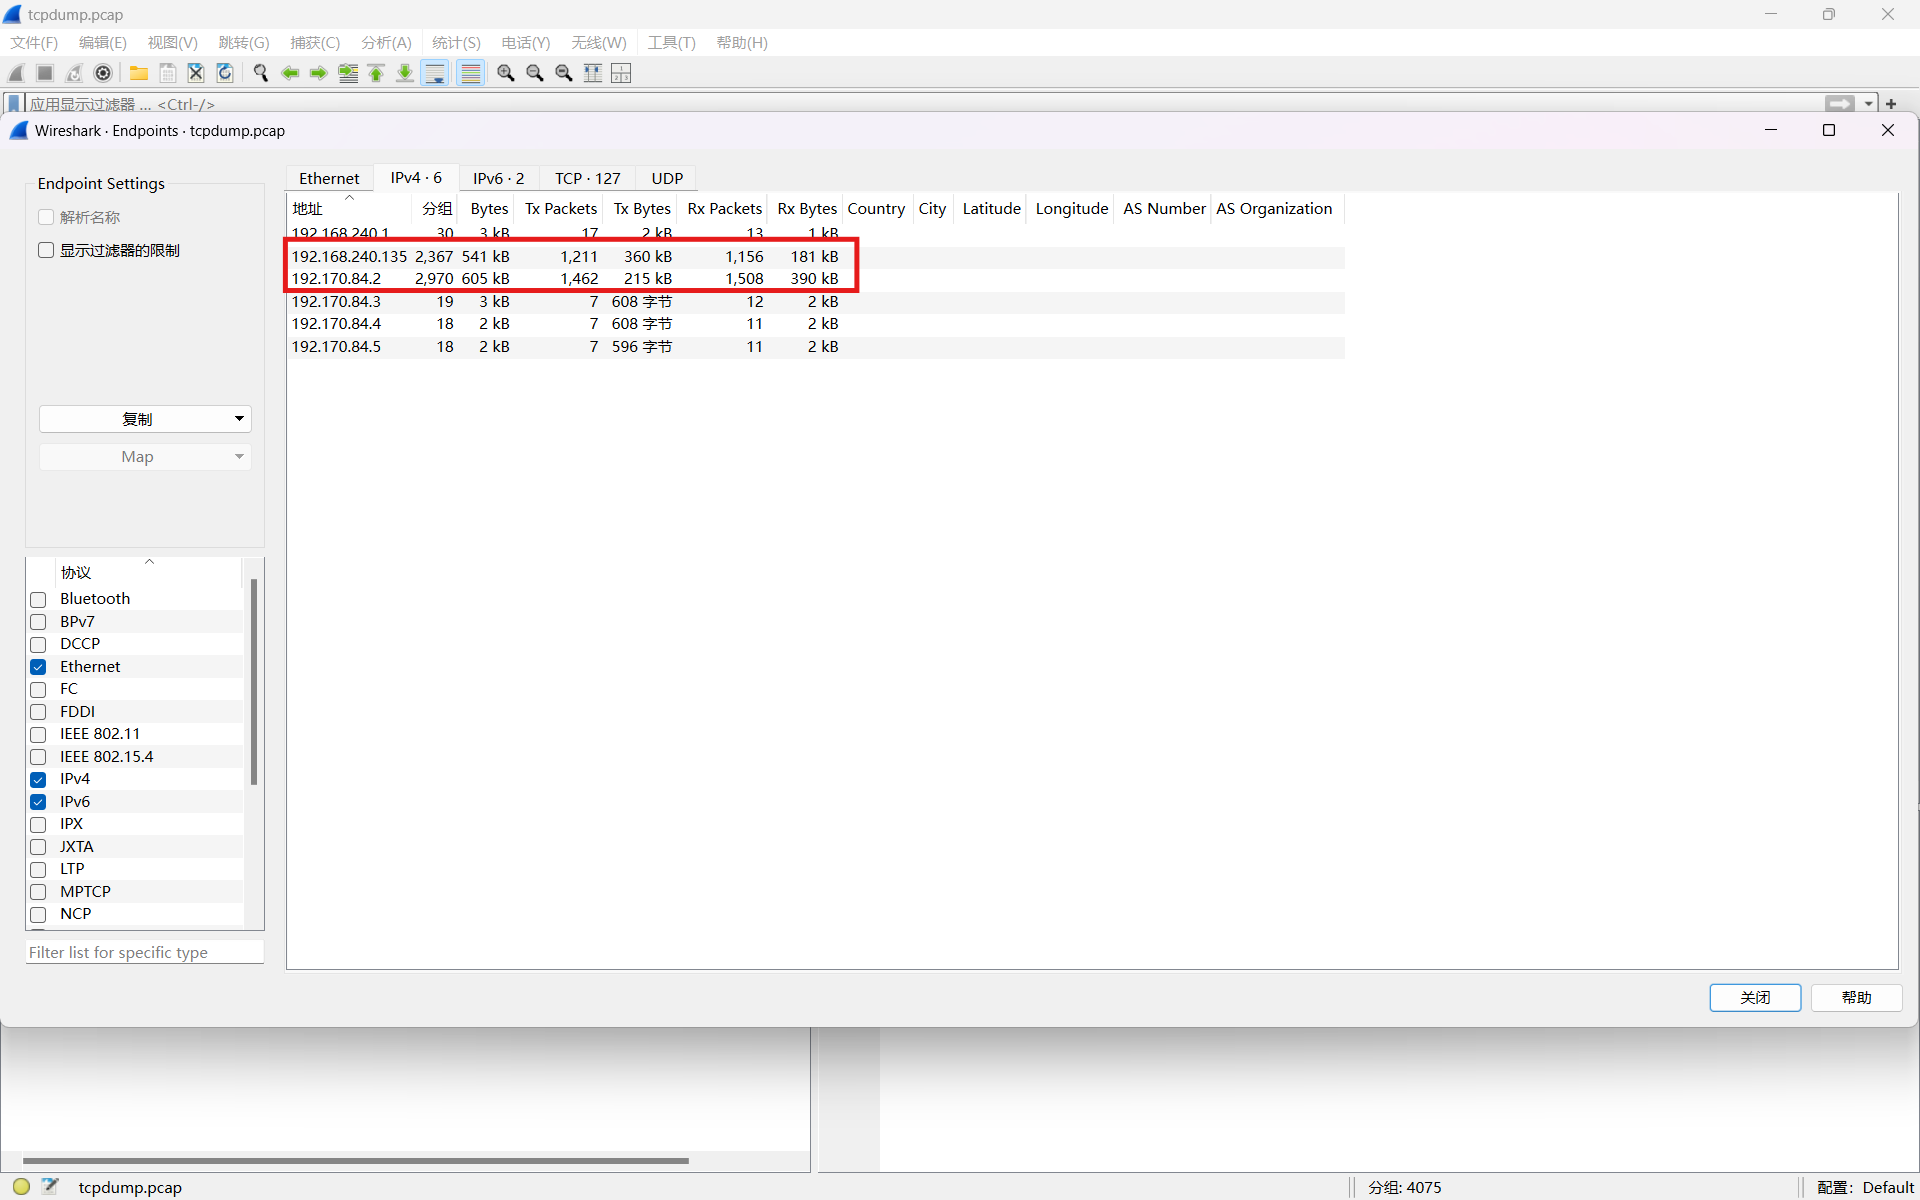 tcpdump.pcap
文件(F) 编辑(E) 视图(V) 跳转(G) 捕获(C) 分析(A) 统计(S) 电话(Y) 无线(W) 工具(T) 帮助(H)
应用显示过滤器 … <Ctrl-/>
Wireshark · Endpoints · tcpdump.pcap
Endpoint Settings
解析名称
显示过滤器的限制
复制
Map
协议
Bluetooth
BPv7
DCCP
Ethernet
FC
FDDI
IEEE 802.11
IEEE 802.15.4
IPv4
IPv6
IPX
JXTA
LTP
MPTCP
NCP
Filter list for specific type
Ethernet IPv4 · 6 IPv6 · 2 TCP · 127 UDP
地址 分组 Bytes Tx Packets Tx Bytes Rx Packets Rx Bytes Country City Latitude Longitude AS Number AS Organization
192.168.240.1 30 3 kB 17 2 kB 13 1 kB
192.168.240.135 2,367 541 kB 1,211 360 kB 1,156 181 kB
192.170.84.2 2,970 605 kB 1,462 215 kB 1,508 390 kB
192.170.84.3 19 3 kB 7 608 字节 12 2 kB
192.170.84.4 18 2 kB 7 608 字节 11 2 kB
192.170.84.5 18 2 kB 7 596 字节 11 2 kB
关闭 帮助
tcpdump.pcap 分组: 4075 配置: Default